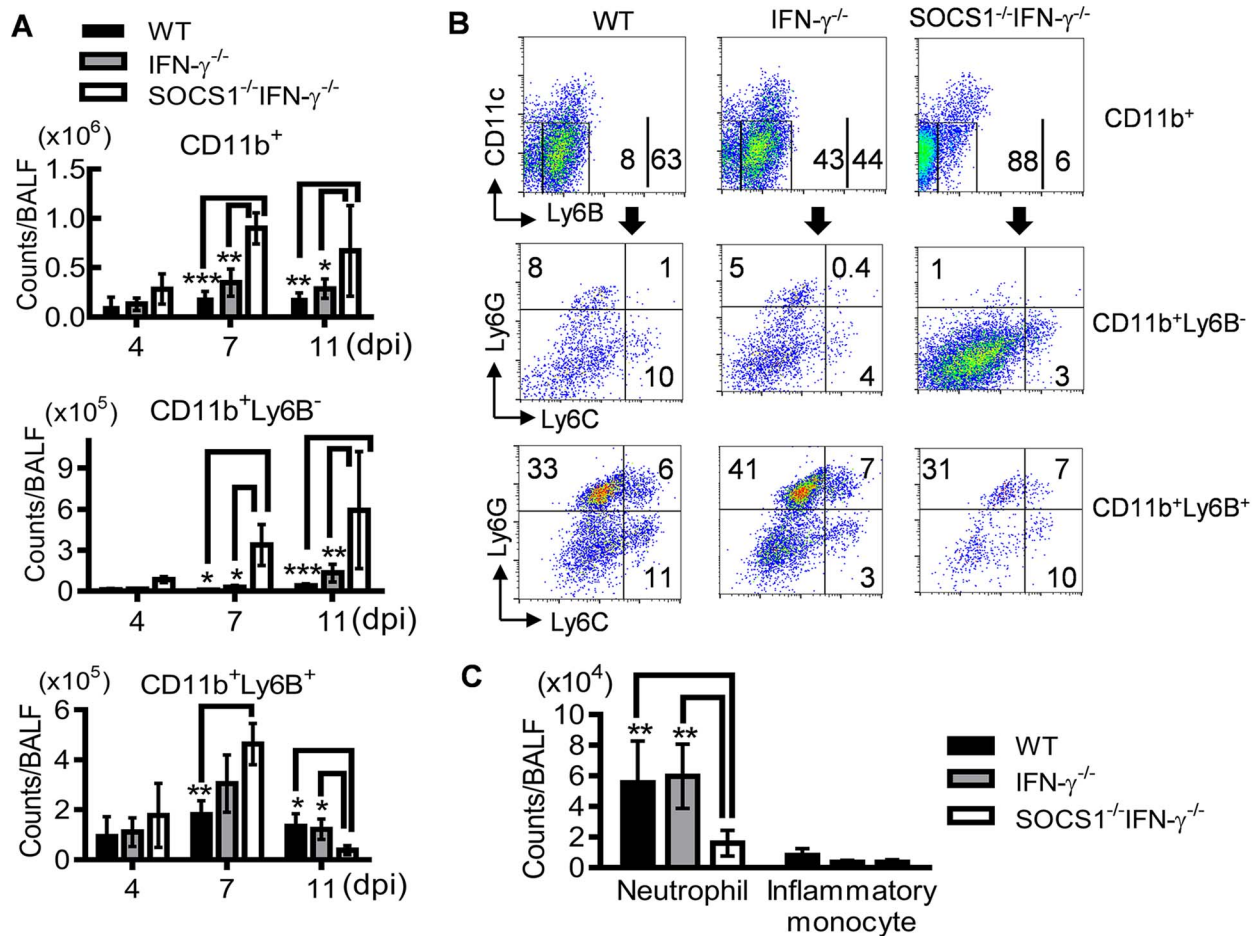 A
WT
IFN-γ-/-
SOCS1-/-IFN-γ-/-
(x10⁶)
CD11b⁺
Counts/BALF
1.5
1.0
0.5
0.0
*** ** ** *
4 7 11 (dpi)
(x10⁵)
CD11b⁺Ly6B⁻
Counts/BALF
9
6
3
0
* * *** **
4 7 11 (dpi)
(x10⁵)
CD11b⁺Ly6B⁺
Counts/BALF
6
4
2
0
** * *
4 7 11 (dpi)
B
WT IFN-γ-/- SOCS1-/-IFN-γ-/-
CD11c
Ly6B
8 63 43 44 88 6
CD11b⁺
Ly6G
Ly6C
8 1 5 0.4 1
10 4 3
CD11b⁺Ly6B⁻
Ly6G
Ly6C
33 6 41 7 31 7
11 3 10
CD11b⁺Ly6B⁺
C
(x10⁴)
Counts/BALF
10
8
6
4
2
0
** **
Neutrophil
Inflammatory
monocyte
WT
IFN-γ-/-
SOCS1-/-IFN-γ-/-